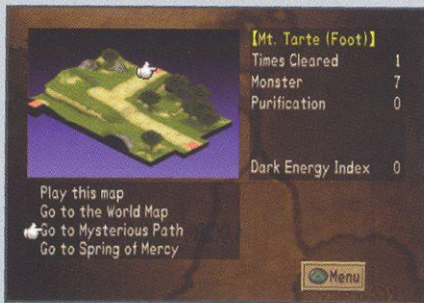 【Mt. Tarte (Foot)】
Times Cleared 1
Monster 7
Purification 0
Dark Energy Index 0
Play this map
Go to the World Map
Go to Mysterious Path
Go to Spring of Mercy
Menu